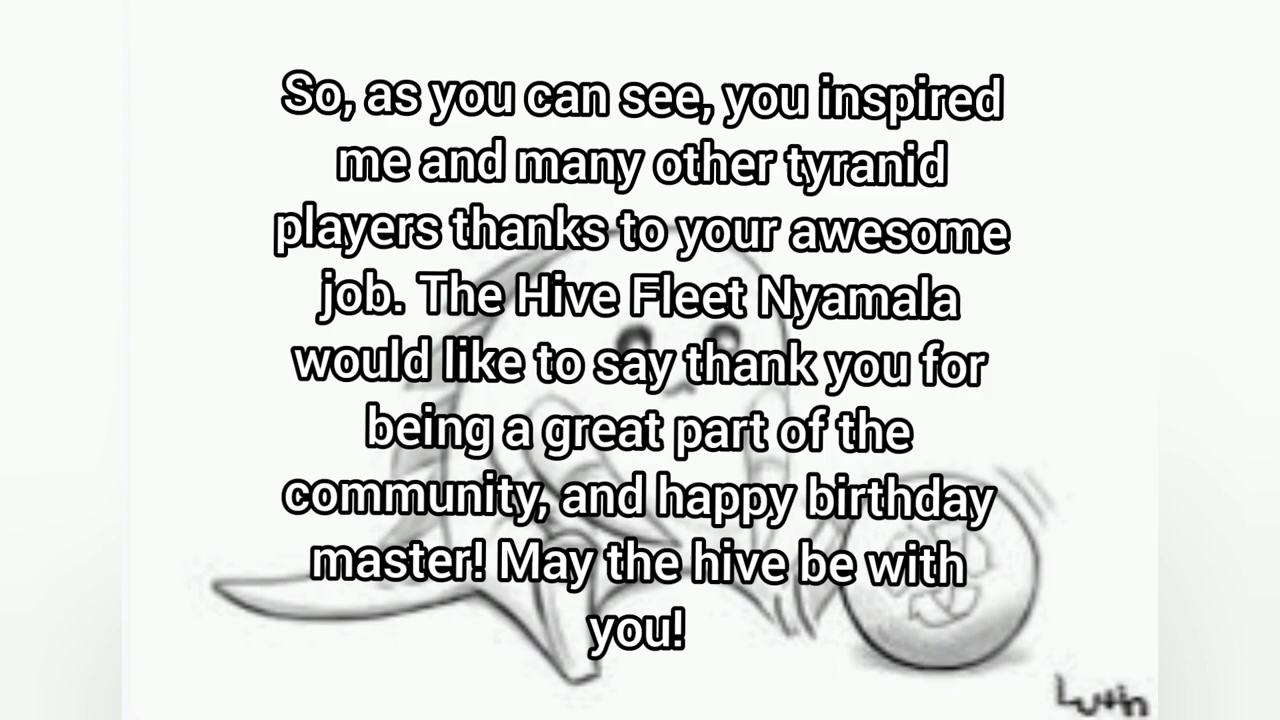 So, as you can see, you inspired
me and many other tyranid
players thanks to your awesome
job. The Hive Fleet Nyamala
would like to say thank you for
being a great part of the
community, and happy birthday
master! May the hive be with
you!
Lutin